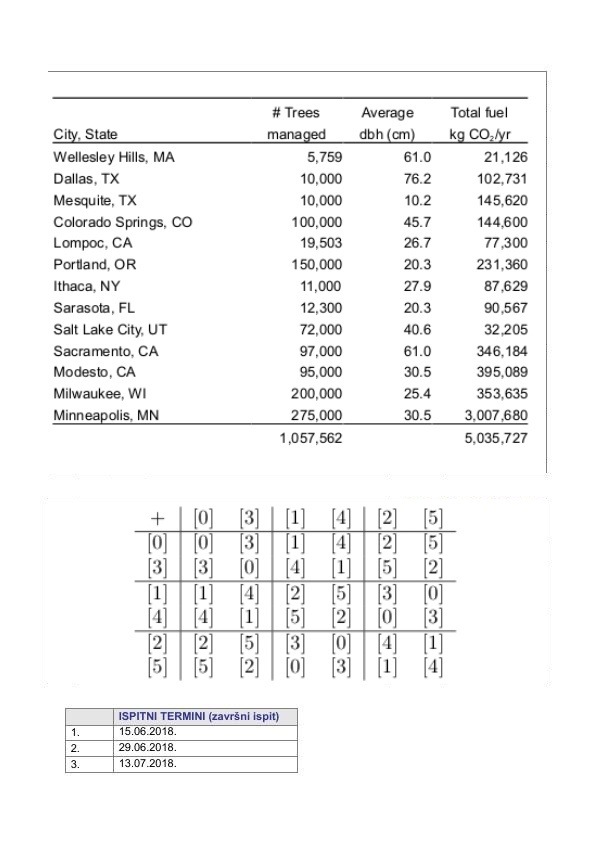 # Trees Average Total fuel
City, State managed dbh (cm) kg CO₂/yr
Wellesley Hills, MA 5,759 61.0 21,126
Dallas, TX 10,000 76.2 102,731
Mesquite, TX 10,000 10.2 145,620
Colorado Springs, CO 100,000 45.7 144,600
Lompoc, CA 19,503 26.7 77,300
Portland, OR 150,000 20.3 231,360
Ithaca, NY 11,000 27.9 87,629
Sarasota, FL 12,300 20.3 90,567
Salt Lake City, UT 72,000 40.6 32,205
Sacramento, CA 97,000 61.0 346,184
Modesto, CA 95,000 30.5 395,089
Milwaukee, WI 200,000 25.4 353,635
Minneapolis, MN 275,000 30.5 3,007,680
1,057,562 5,035,727
+ [0] [3] [1] [4] [2] [5]
[0] [0] [3] [1] [4] [2] [5]
[3] [3] [0] [4] [1] [5] [2]
[1] [1] [4] [2] [5] [3] [0]
[4] [4] [1] [5] [2] [0] [3]
[2] [2] [5] [3] [0] [4] [1]
[5] [5] [2] [0] [3] [1] [4]
ISPITNI TERMINI (završni ispit)
1. 15.06.2018.
2. 29.06.2018.
3. 13.07.2018.